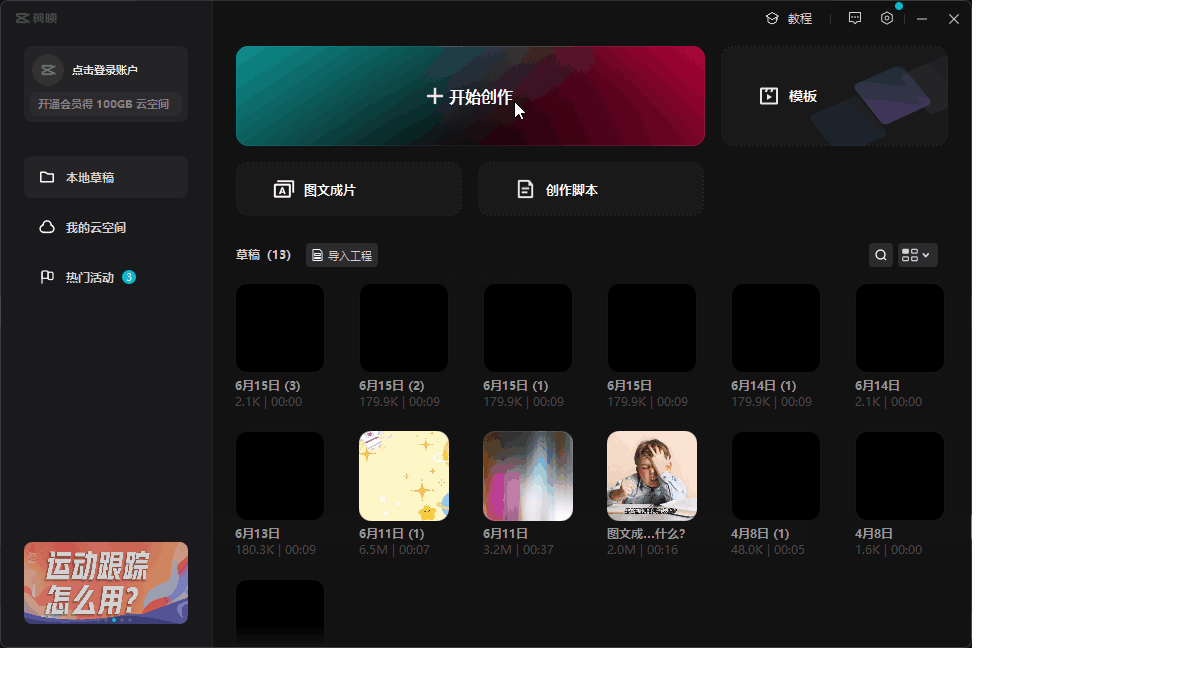 剪映
教程
点击登录账户
开通会员得 100GB 云空间
开始创作
模板
本地草稿
图文成片
创作脚本
我的云空间
草稿 (13)
导入工程
热门活动
3
6月15日 (3)
2.1K | 00:00
6月15日 (2)
179.9K | 00:09
6月15日 (1)
179.9K | 00:09
6月15日
179.9K | 00:09
6月14日 (1)
179.9K | 00:09
6月14日
2.1K | 00:00
6月13日
180.3K | 00:09
6月11日 (1)
6.5M | 00:07
6月11日
3.2M | 00:37
图文成...什么?
2.0M | 00:16
4月8日 (1)
48.0K | 00:05
4月8日
1.6K | 00:00
运动跟踪
怎么用?